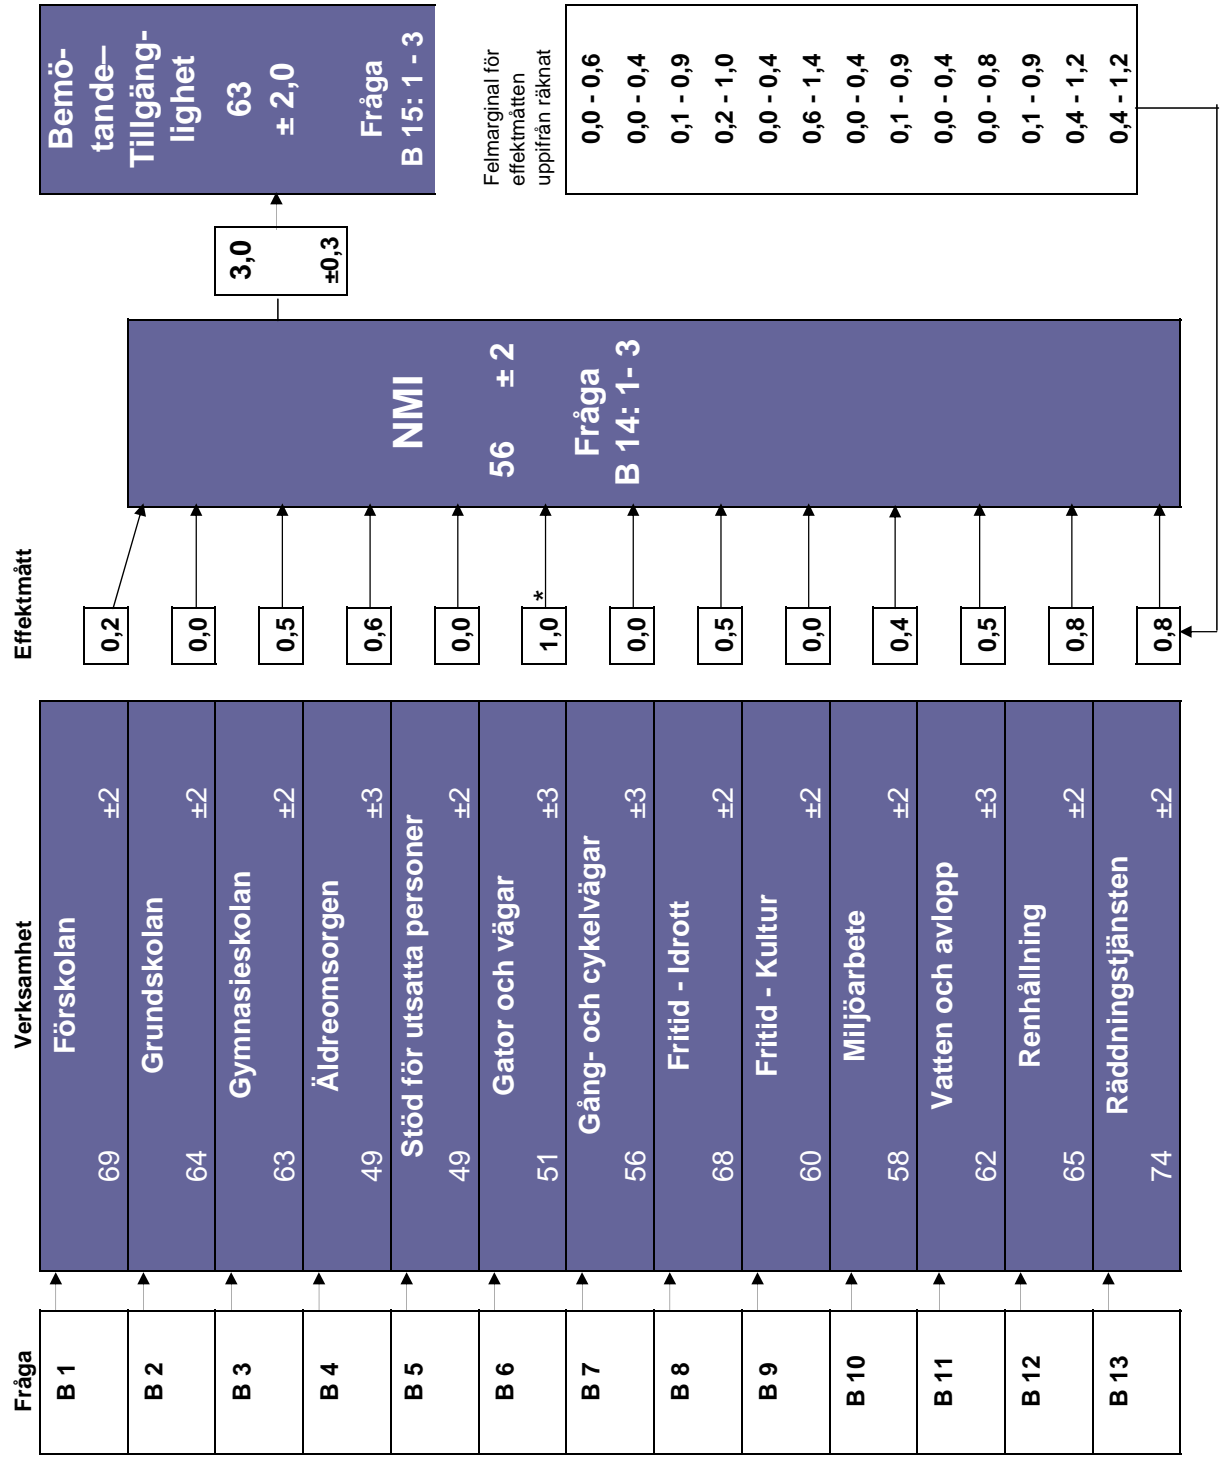 Fråga
Verksamhet
Effektmått
B 1
Förskolan
69 ±2
0,2
B 2
Grundskolan
64 ±2
0,0
B 3
Gymnasieskolan
63 ±2
0,5
B 4
Äldreomsorgen
49 ±3
0,6
B 5
Stöd för utsatta personer
49 ±2
0,0
B 6
Gator och vägar
51 ±3
1,0
*
B 7
Gång- och cykelvägar
56 ±3
0,0
B 8
Fritid - Idrott
68 ±2
0,5
B 9
Fritid - Kultur
60 ±2
0,0
B 10
Miljöarbete
58 ±2
0,4
B 11
Vatten och avlopp
62 ±3
0,5
B 12
Renhållning
65 ±2
0,8
B 13
Räddningstjänsten
74 ±2
0,8
NMI
56 ± 2
Fråga
B 14: 1- 3
3,0
±0,3
Bemö-
tande–
Tillgäng-
lighet
63
± 2,0
Fråga
B 15: 1 - 3
Felmarginal för
effektmåtten
uppifrån räknat
0,0 - 0,6
0,0 - 0,4
0,1 - 0,9
0,2 - 1,0
0,0 - 0,4
0,6 - 1,4
0,0 - 0,4
0,1 - 0,9
0,0 - 0,4
0,0 - 0,8
0,1 - 0,9
0,4 - 1,2
0,4 - 1,2